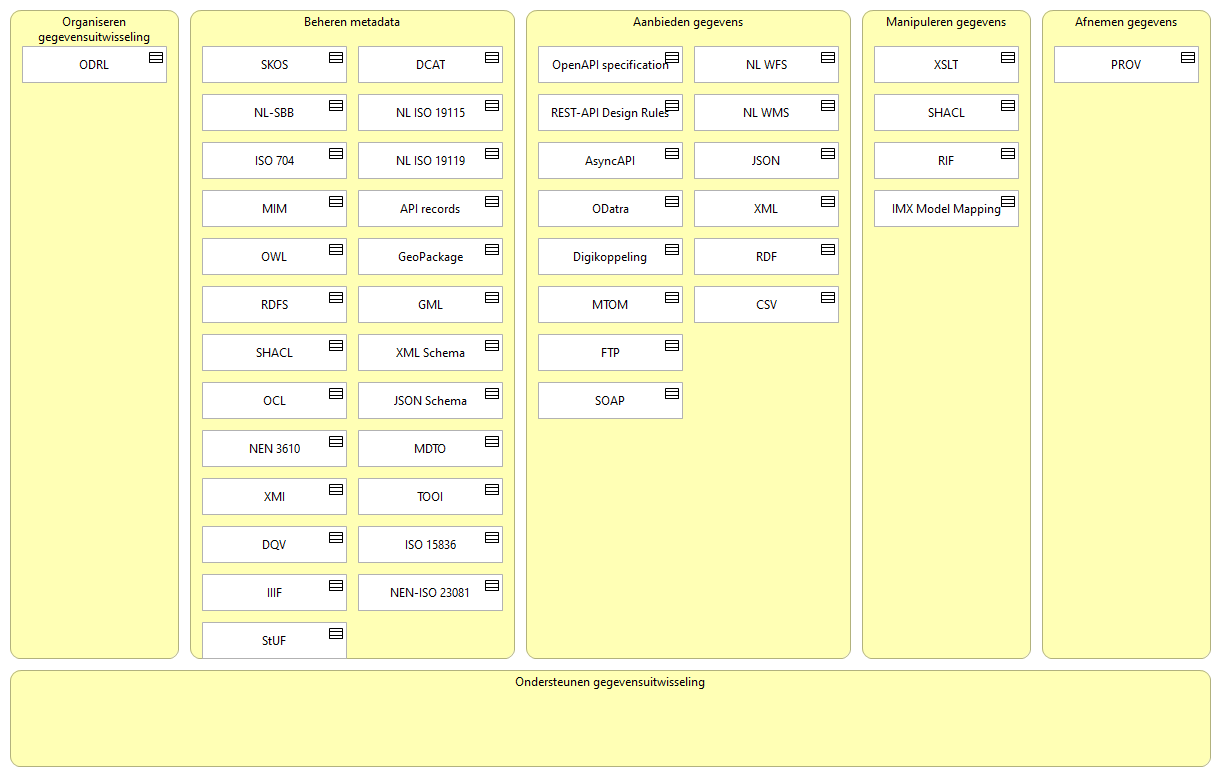 Organiseren
gegevensuitwisseling
ODRL
Beheren metadata
SKOS
NL-SBB
ISO 704
MIM
OWL
RDFS
SHACL
OCL
NEN 3610
XMI
DQV
IIIF
StUF
DCAT
NL ISO 19115
NL ISO 19119
API records
GeoPackage
GML
XML Schema
JSON Schema
MDTO
TOOI
ISO 15836
NEN-ISO 23081
Aanbieden gegevens
OpenAPI specification
REST-API Design Rules
AsyncAPI
ODatra
Digikoppeling
MTOM
FTP
SOAP
NL WFS
NL WMS
JSON
XML
RDF
CSV
Manipuleren gegevens
XSLT
SHACL
RIF
IMX Model Mapping
Afnemen gegevens
PROV
Ondersteunen gegevensuitwisseling